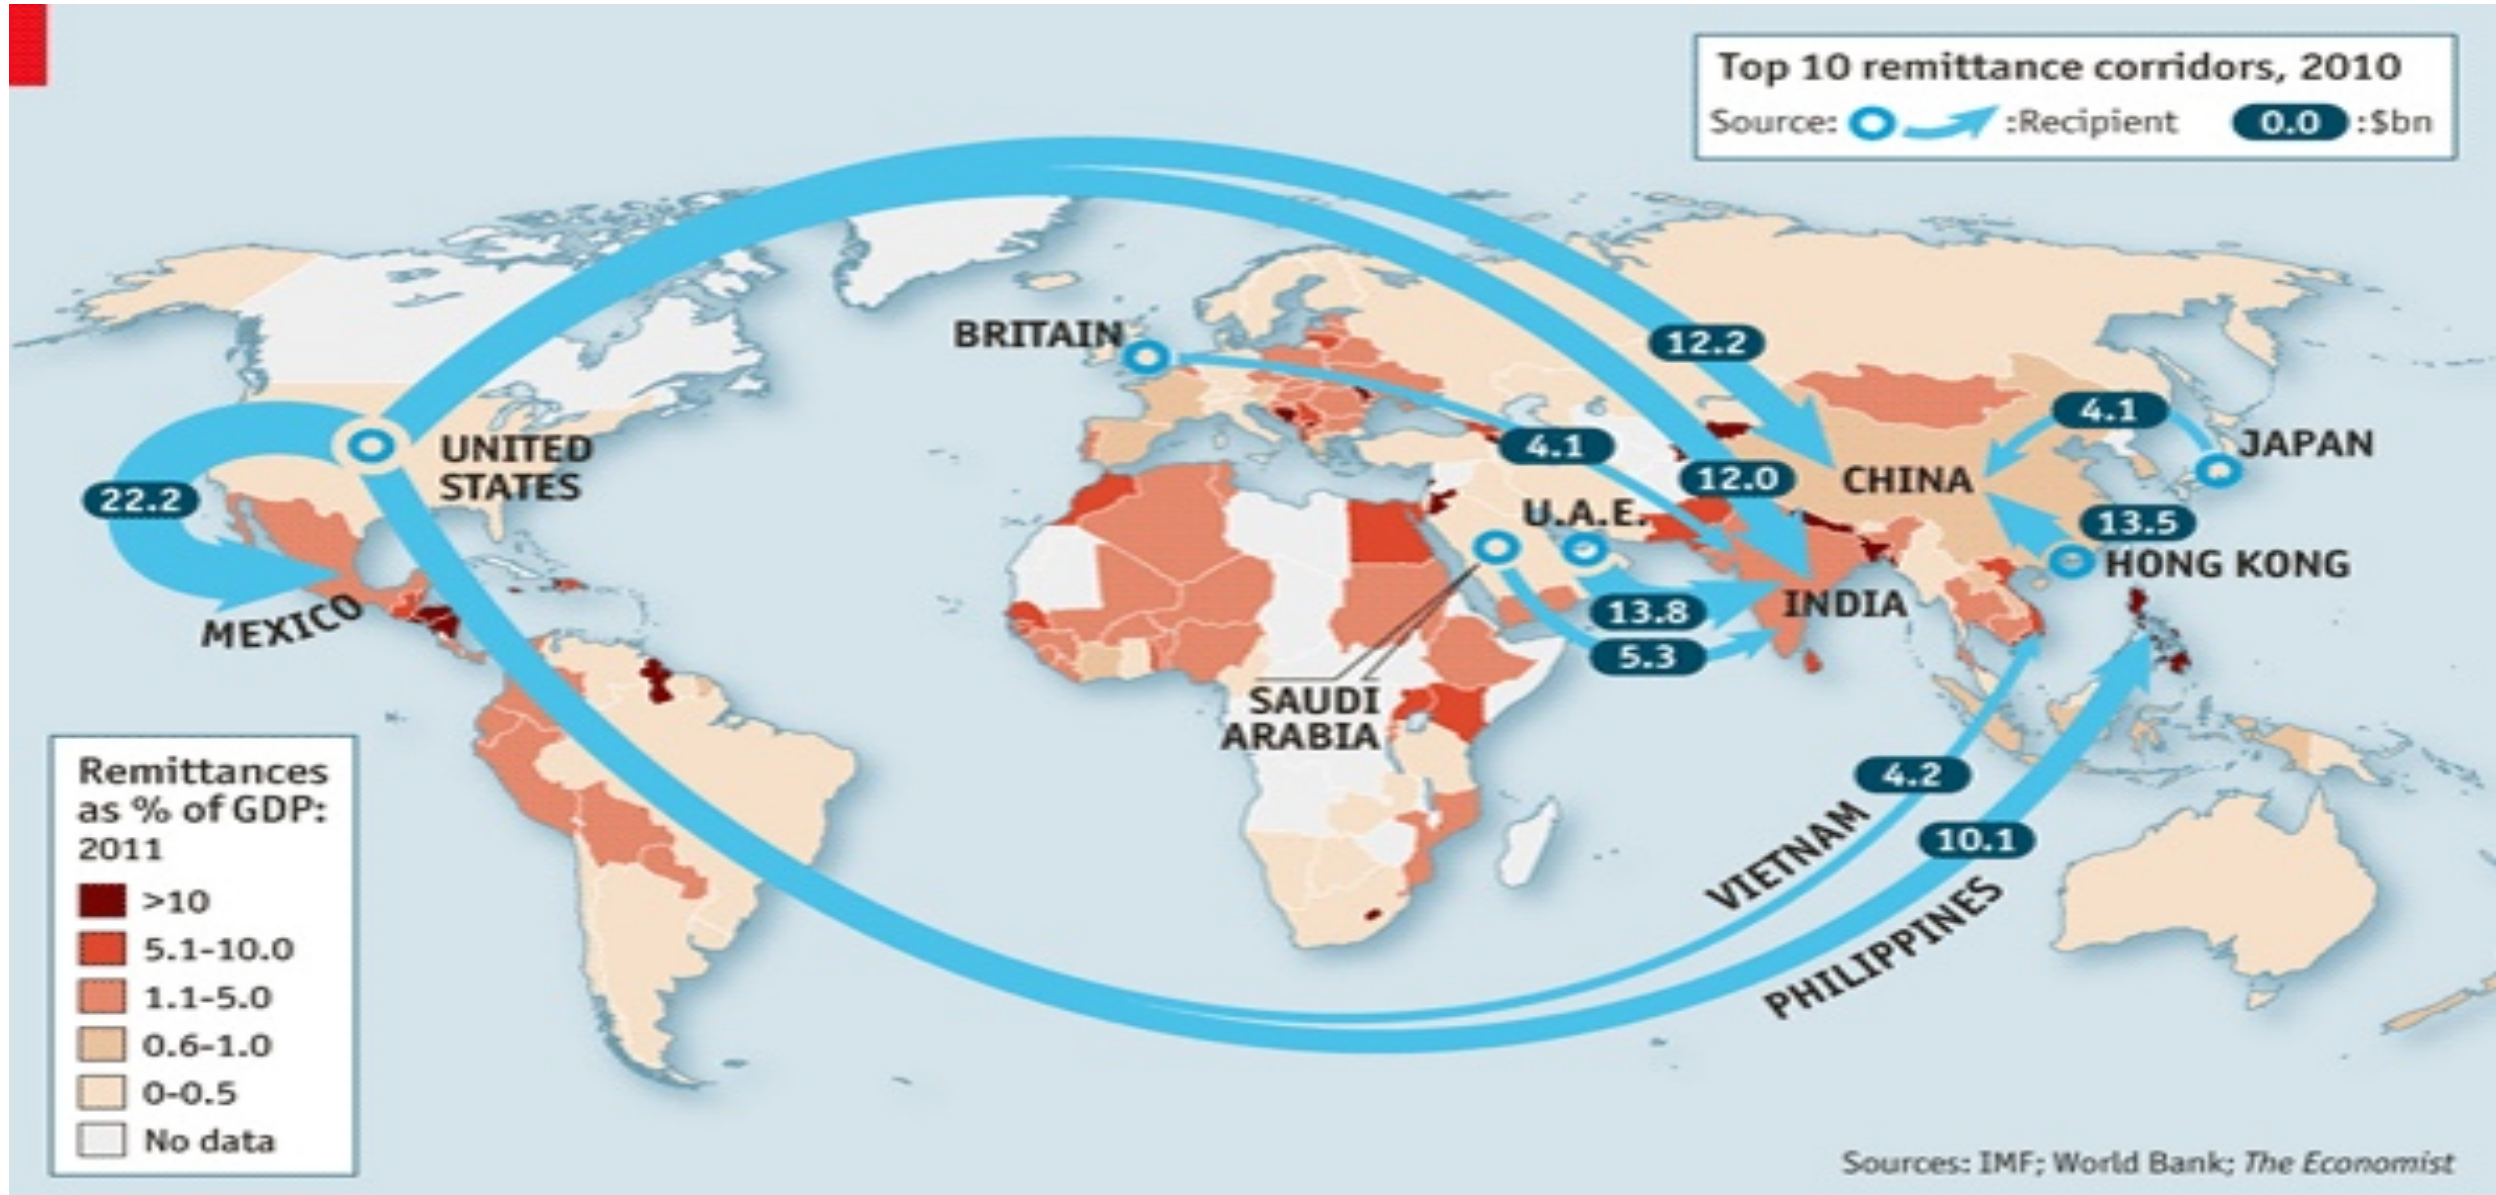 Top 10 remittance corridors, 2010
Source: :Recipient 0.0 :$bn
BRITAIN
12.2
UNITED
STATES
22.2
4.1
12.0
CHINA
4.1
JAPAN
U.A.E.
13.5
HONG KONG
MEXICO
13.8
INDIA
5.3
SAUDI
ARABIA
4.2
VIETNAM
10.1
PHILIPPINES
Remittances
as % of GDP:
2011
>10
5.1-10.0
1.1-5.0
0.6-1.0
0-0.5
No data
Sources: IMF; World Bank; The Economist